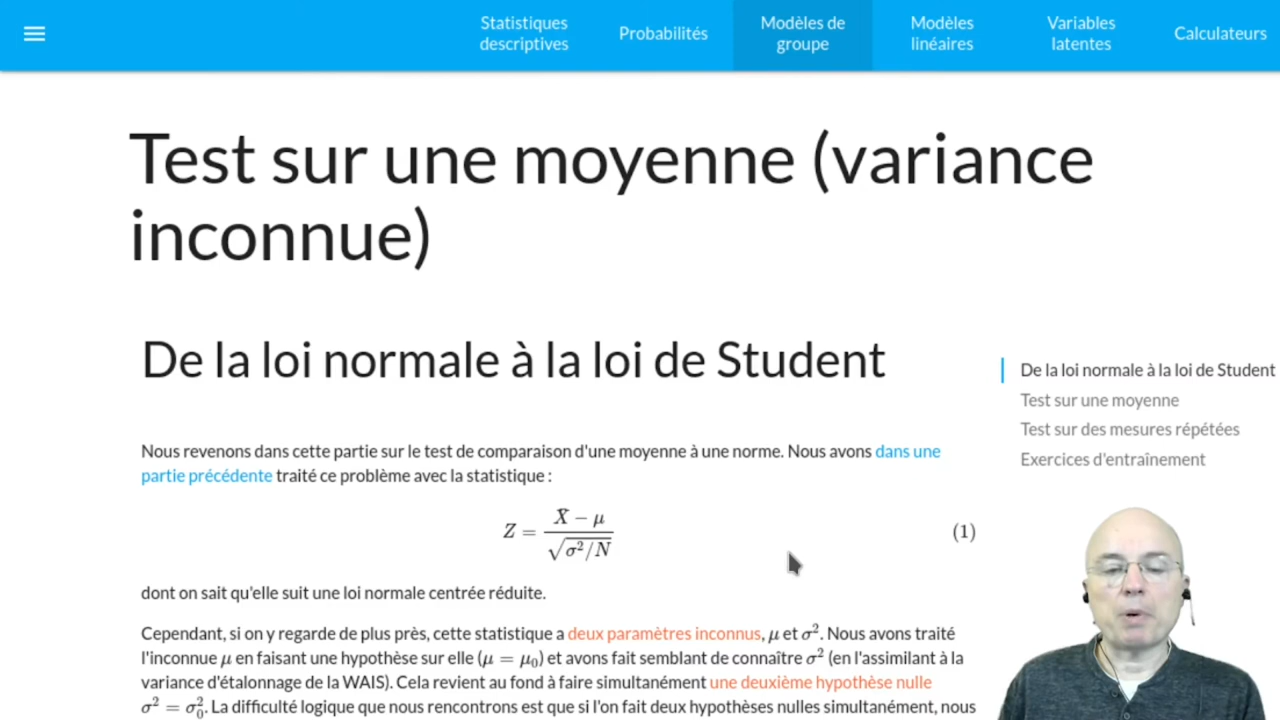 Statistiques descriptives
Probabilités
Modèles de groupe
Modèles linéaires
Variables latentes
Calculateurs
Test sur une moyenne (variance
inconnue)
De la loi normale à la loi de Student
De la loi normale à la loi de Student
Test sur une moyenne
Test sur des mesures répétées
Exercices d'entraînement
Nous revenons dans cette partie sur le test de comparaison d'une moyenne à une norme. Nous avons dans une
partie précédente traité ce problème avec la statistique :
Z = (X̄ − μ) / √(σ²/N) (1)
dont on sait qu'elle suit une loi normale centrée réduite.
Cependant, si on y regarde de plus près, cette statistique a deux paramètres inconnus, μ et σ². Nous avons traité
l'inconnue μ en faisant une hypothèse sur elle (μ = μ₀) et avons fait semblant de connaître σ² (en l'assimilant à la
variance d'étalonnage de la WAIS). Cela revient au fond à faire simultanément une deuxième hypothèse nulle
σ² = σ₀². La difficulté logique que nous rencontrons est que si l'on fait deux hypothèses nulles simultanément, nous